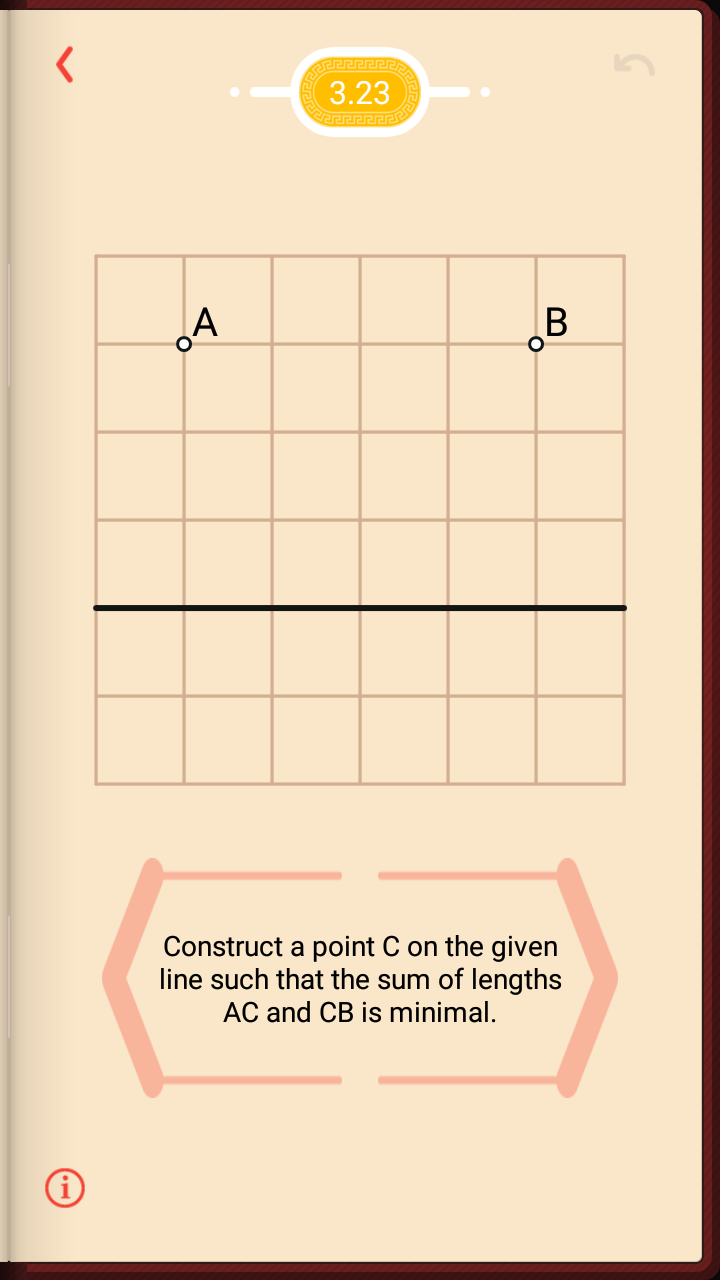 3.23
A
B
Construct a point C on the given
line such that the sum of lengths
AC and CB is minimal.
i